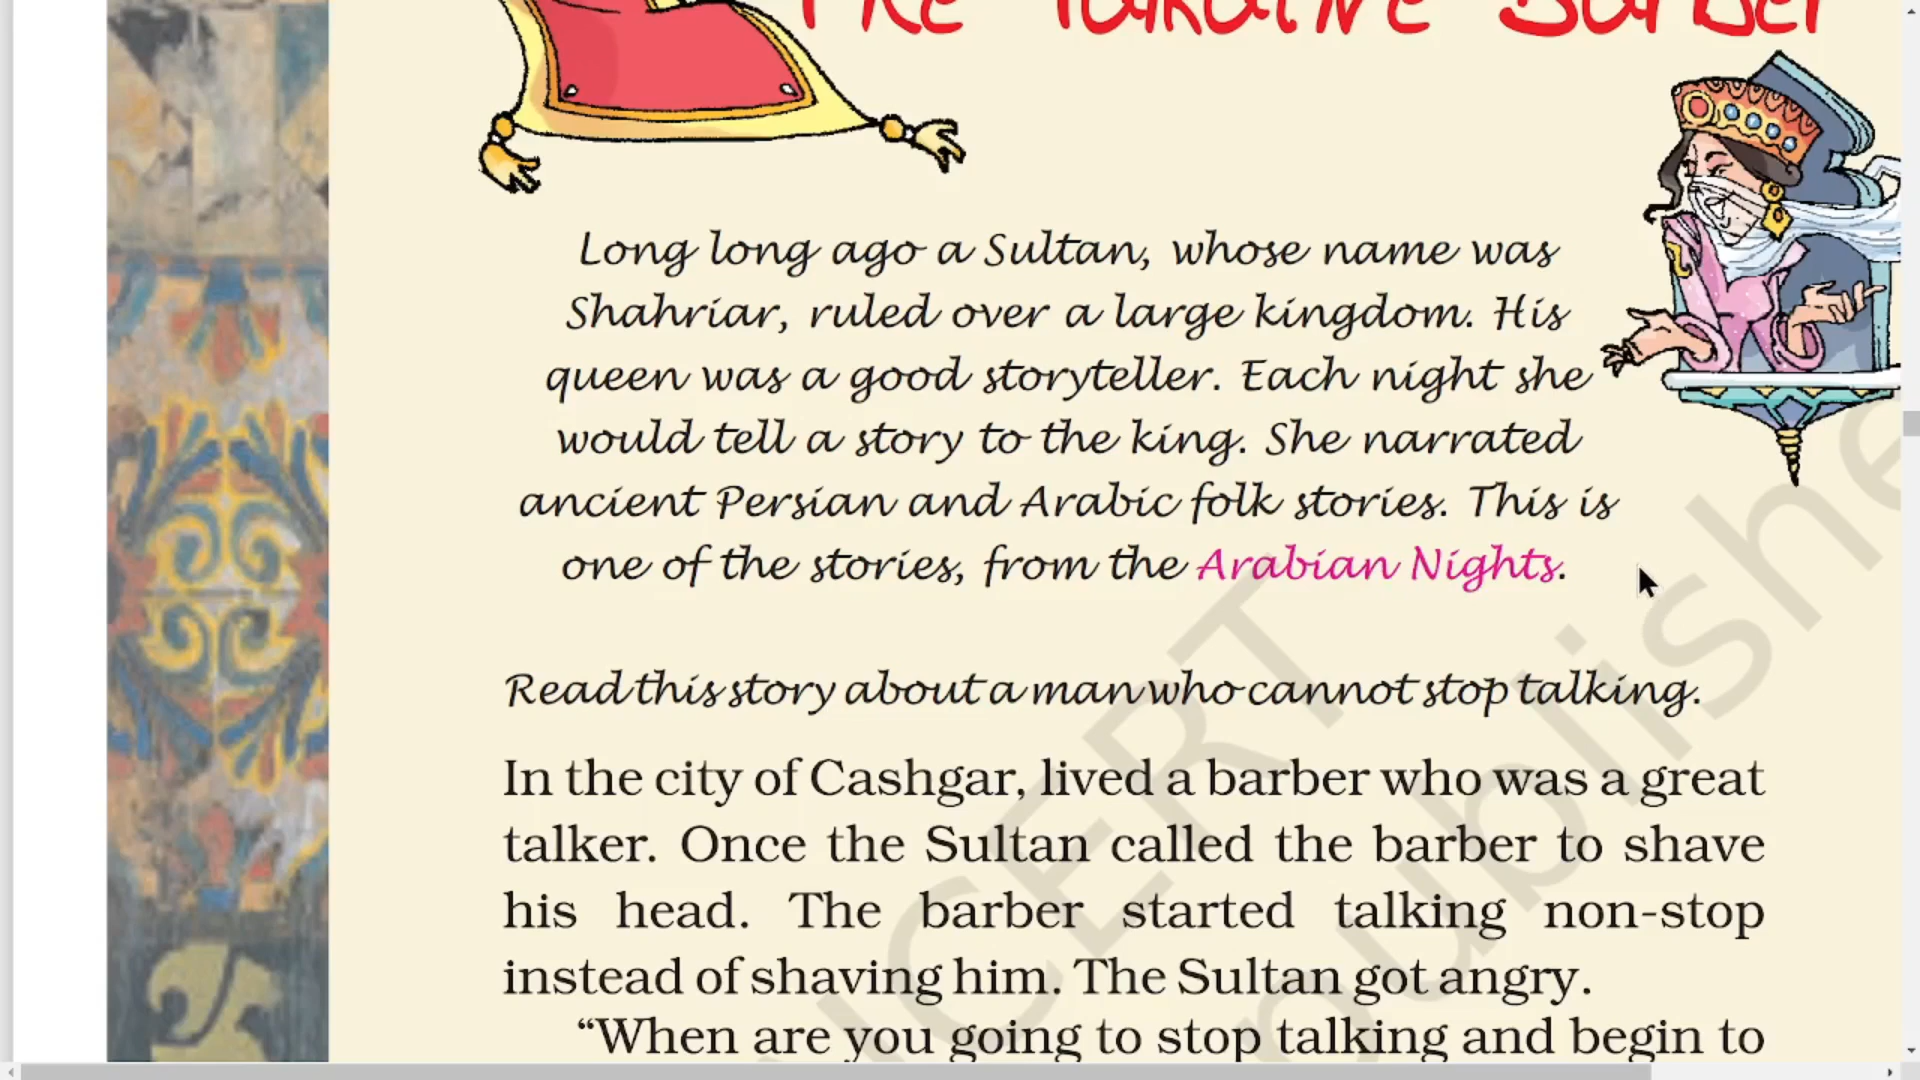 The Talkative Barber
Long long ago a Sultan, whose name was
Shahriar, ruled over a large kingdom. His
queen was a good storyteller. Each night she
would tell a story to the king. She narrated
ancient Persian and Arabic folk stories. This is
one of the stories, from the Arabian Nights.
Read this story about a man who cannot stop talking.
In the city of Cashgar, lived a barber who was a great
talker. Once the Sultan called the barber to shave
his head. The barber started talking non-stop
instead of shaving him. The Sultan got angry.
“When are you going to stop talking and begin to
NCERT